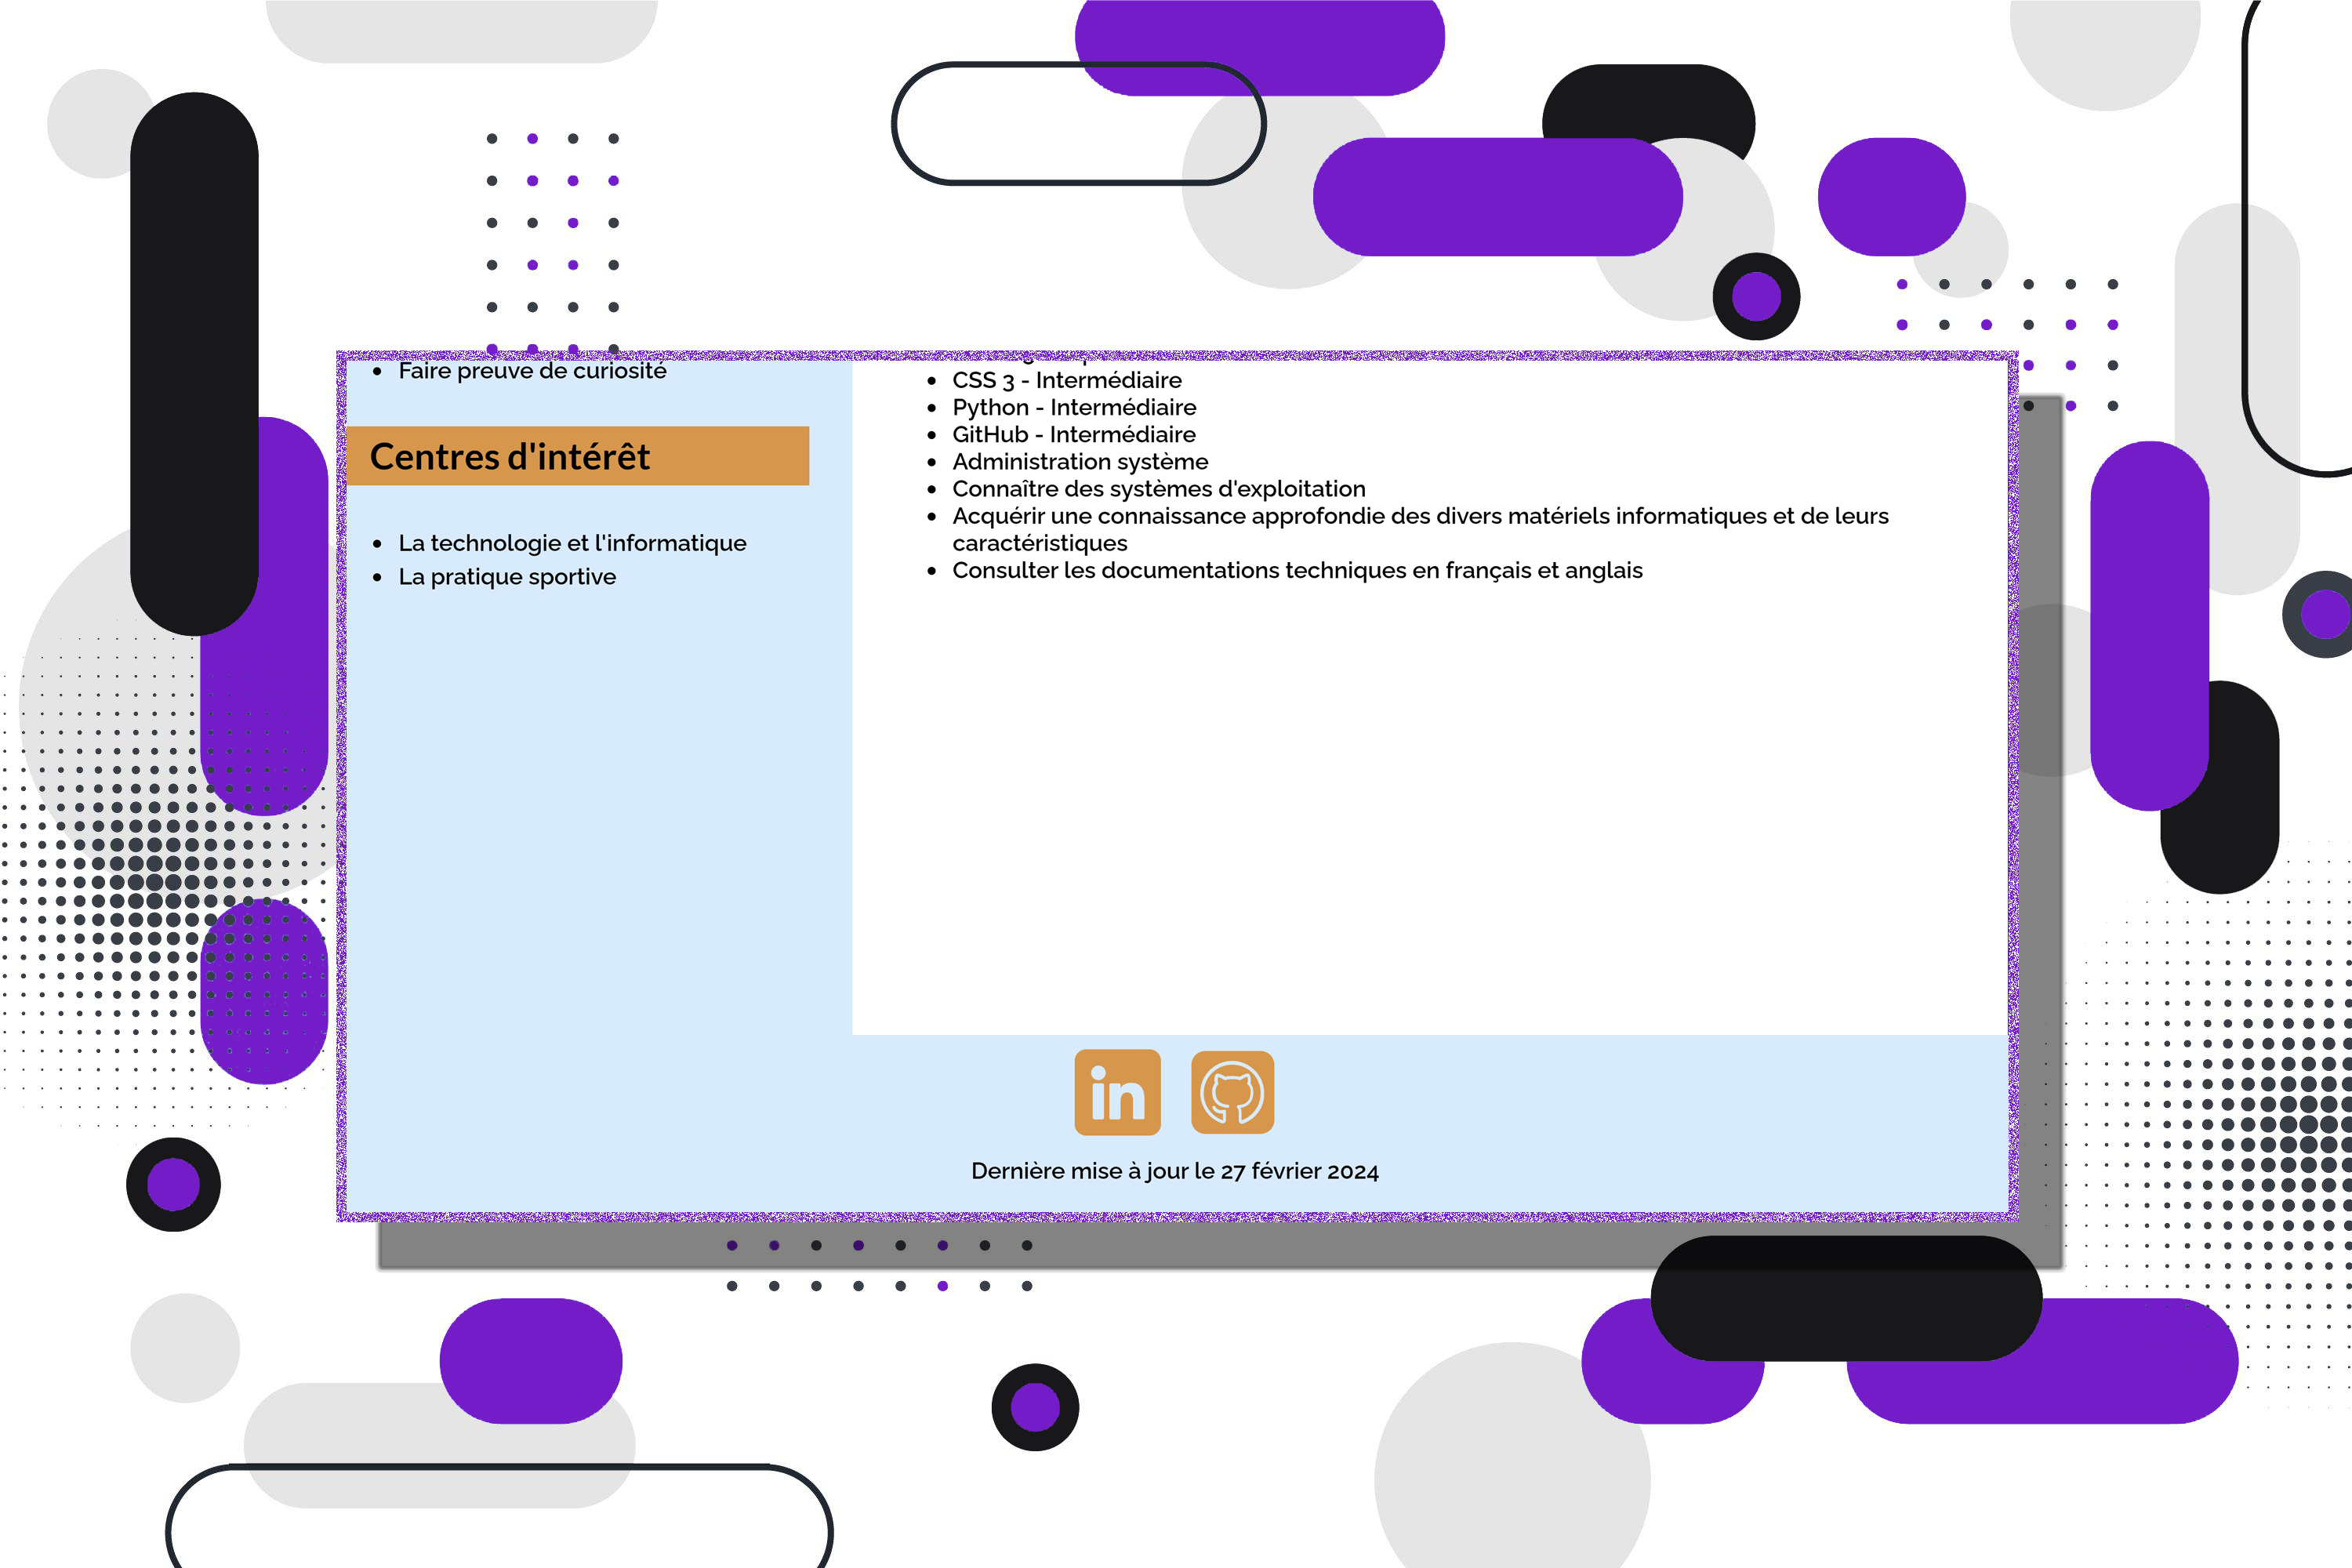 Faire preuve de curiosité
Centres d'intérêt
La technologie et l'informatique
La pratique sportive
CSS 3 - Intermédiaire
Python - Intermédiaire
GitHub - Intermédiaire
Administration système
Connaître des systèmes d'exploitation
Acquérir une connaissance approfondie des divers matériels informatiques et de leurs
caractéristiques
Consulter les documentations techniques en français et anglais
in
Dernière mise à jour le 27 février 2024